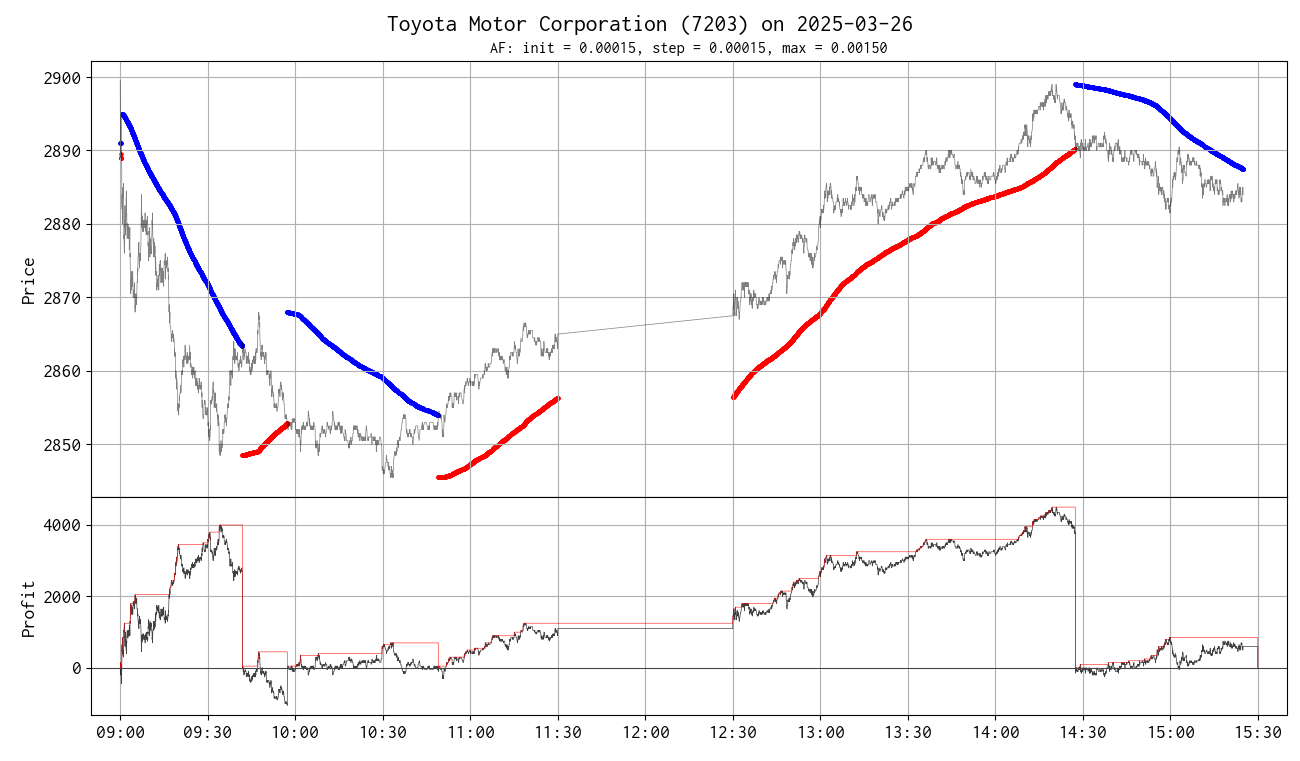 Toyota Motor Corporation (7203) on 2025-03-26
AF: init = 0.00015, step = 0.00015, max = 0.00150
Price
2900
2890
2880
2870
2860
2850
Profit
4000
2000
0
09:00 09:30 10:00 10:30 11:00 11:30 12:00 12:30 13:00 13:30 14:00 14:30 15:00 15:30